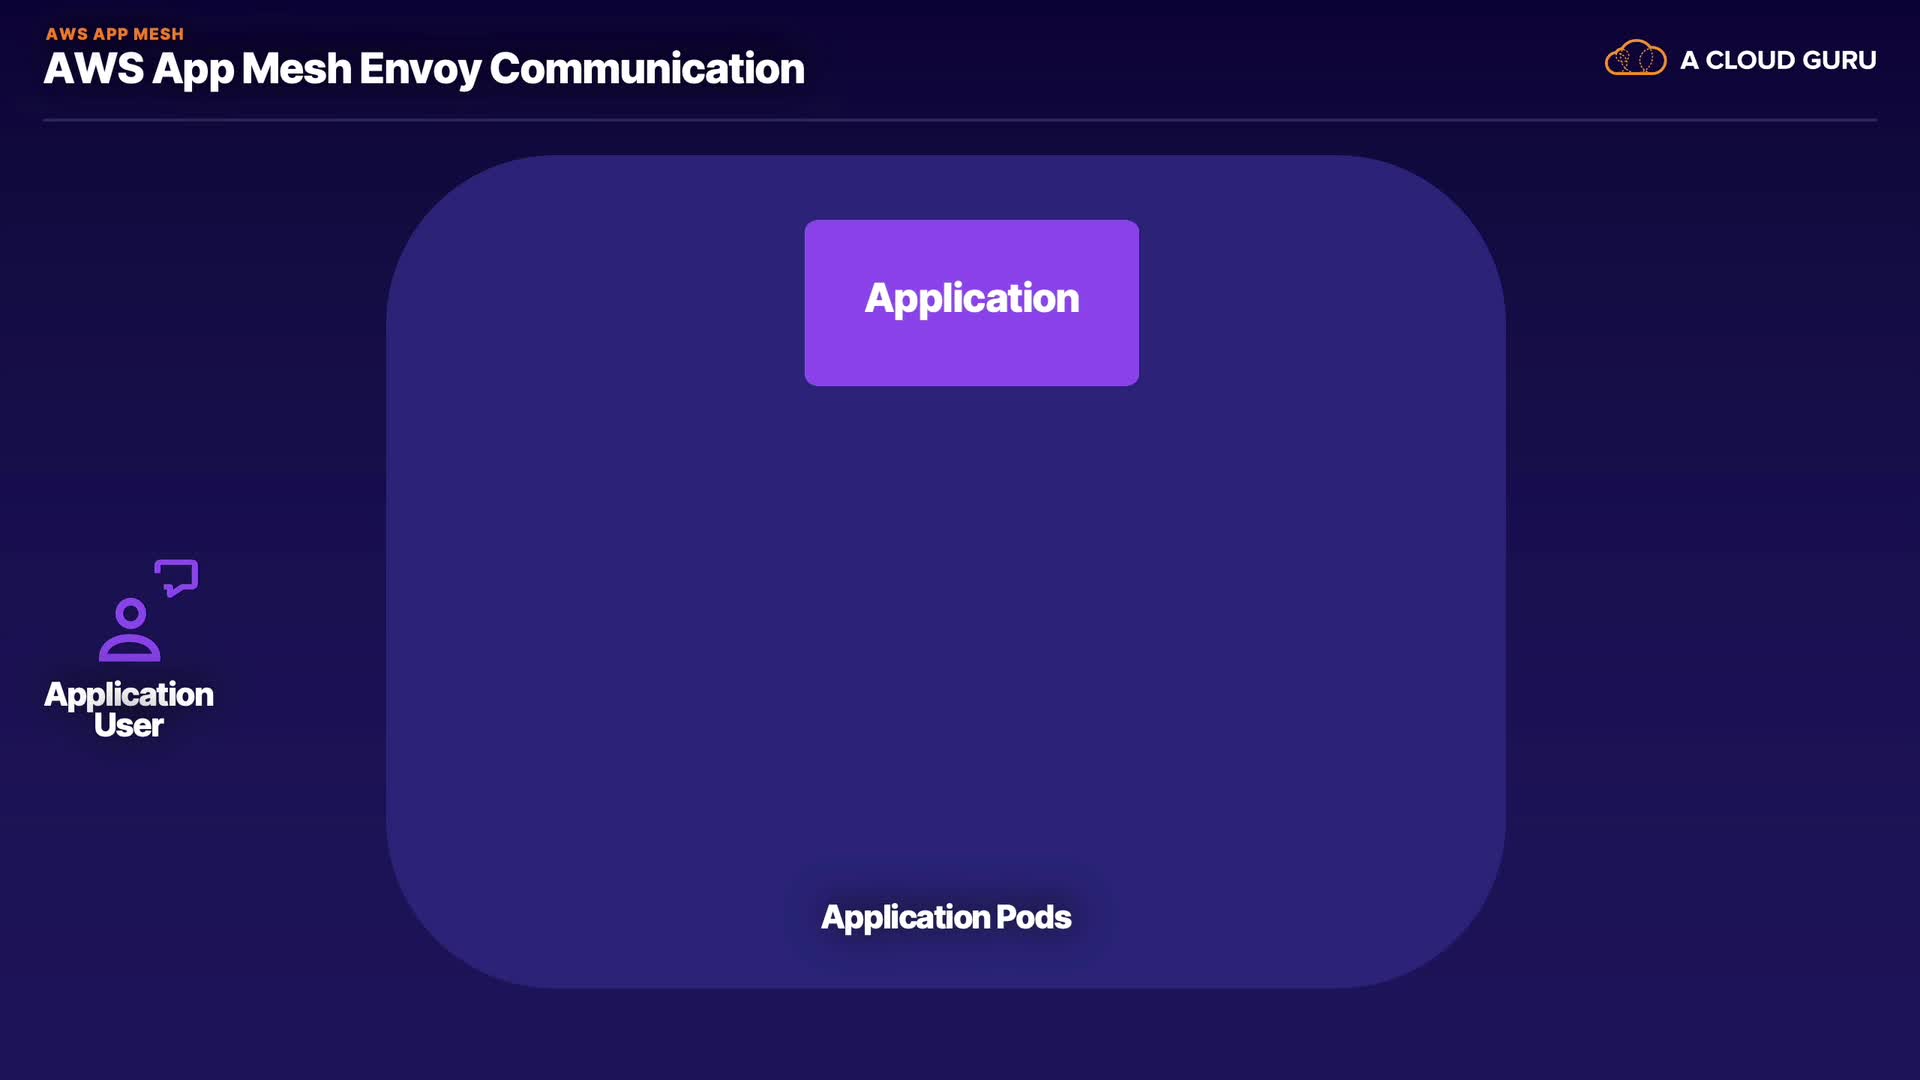 AWS APP MESH
AWS App Mesh Envoy Communication
A CLOUD GURU
Application
Application
User
Application Pods